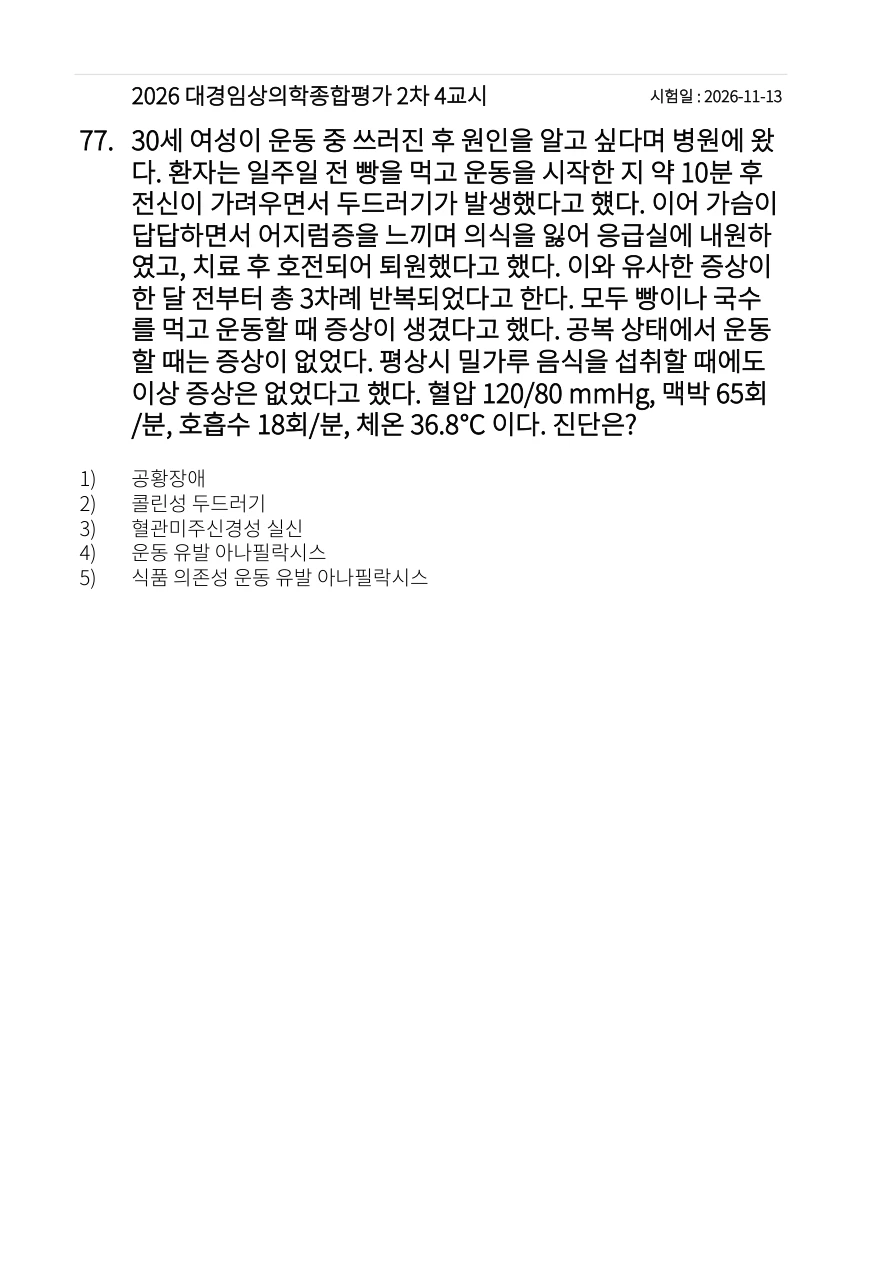 2026 대경임상의학종합평가 2차 4교시
시험일 : 2026-11-13
77. 30세 여성이 운동 중 쓰러진 후 원인을 알고 싶다며 병원에 왔
다. 환자는 일주일 전 빵을 먹고 운동을 시작한 지 약 10분 후
전신이 가려우면서 두드러기가 발생했다고 했다. 이어 가슴이
답답하면서 어지럼증을 느끼며 의식을 잃어 응급실에 내원하
였고, 치료 후 호전되어 퇴원했다고 했다. 이와 유사한 증상이
한 달 전부터 총 3차례 반복되었다고 한다. 모두 빵이나 국수
를 먹고 운동할 때 증상이 생겼다고 했다. 공복 상태에서 운동
할 때는 증상이 없었다. 평상시 밀가루 음식을 섭취할 때에도
이상 증상은 없었다고 했다. 혈압 120/80 mmHg, 맥박 65회
/분, 호흡수 18회/분, 체온 36.8℃ 이다. 진단은?
1) 공황장애
2) 콜린성 두드러기
3) 혈관미주신경성 실신
4) 운동 유발 아나필락시스
5) 식품 의존성 운동 유발 아나필락시스